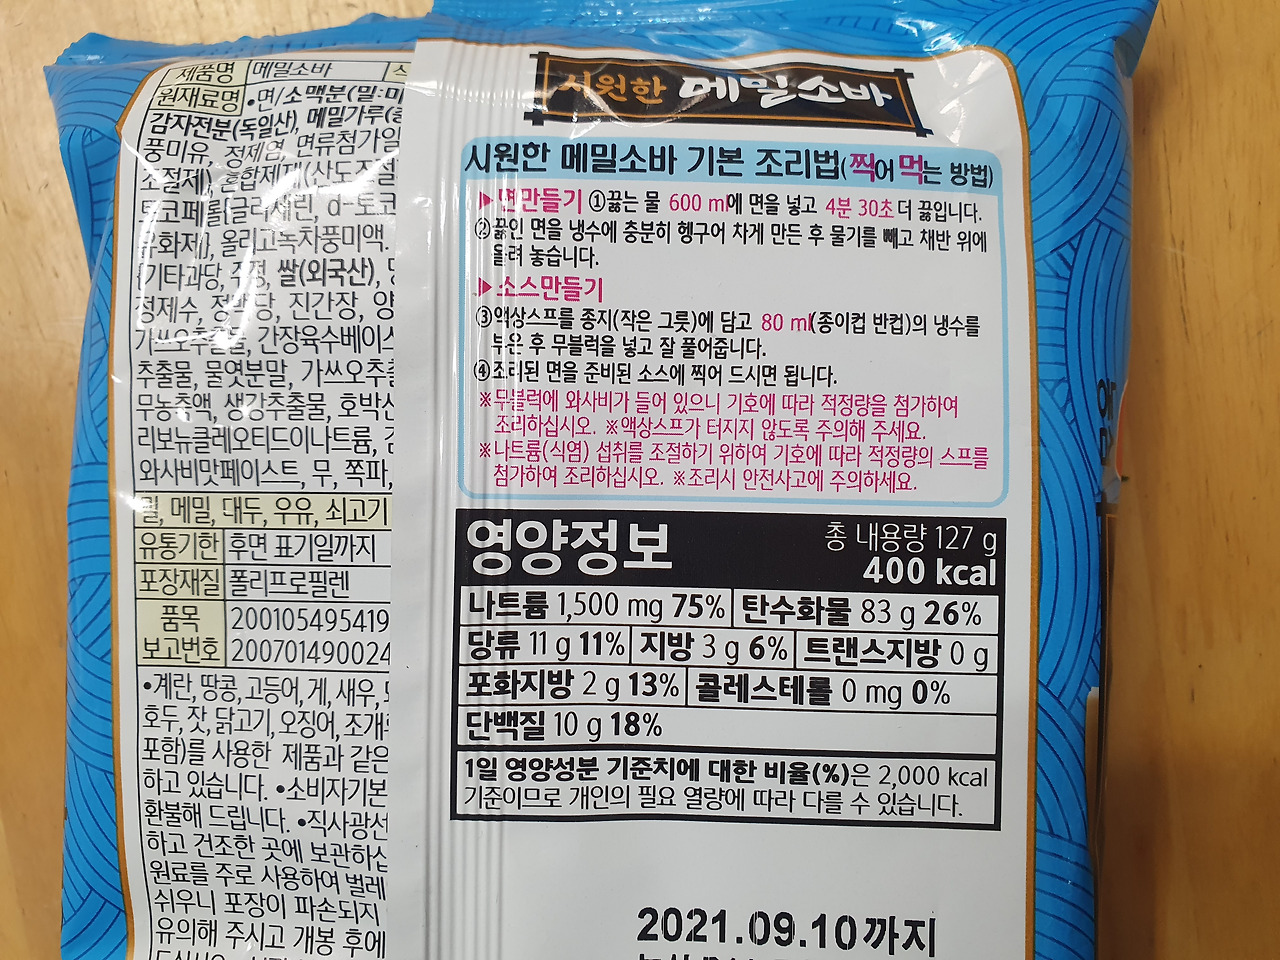 제품명 메밀소바
원재료명 •면/소맥분(밀:미
감자전분(독일산), 메밀가루(중
풍미유, 정제염, 면류첨가알
조절제), 혼합제제(산도조절
토코페롤(글리세린, d-토코
유화제), 올리고녹차풍미액.
(기타과당, 주정, 쌀(외국산),
정제수, 정백당, 진간장, 양
가쓰오추출물, 간장육수베이스
추출물, 물엿분말, 가쓰오추출
무농축액, 생강추출물, 호박산
리보뉴클레오티드이나트륨,
와사비맛페이스트, 무, 쪽파,
밀, 메밀, 대두, 우유, 쇠고기
유통기한 후면 표기일까지
포장재질 폴리프로필렌
품목 200105495419
보고번호 200701490024
•계란, 땅콩, 고등어, 게, 새우,
호두, 잣, 닭고기, 오징어, 조개류
포함)를 사용한 제품과 같은
하고 있습니다. •소비자기본
환불해 드립니다. •직사광선
하고 건조한 곳에 보관하십
원료를 주로 사용하여 벌레
쉬우니 포장이 파손되지
유의해 주시고 개봉 후에
시원한 메밀소바
시원한 메밀소바 기본 조리법(찍어 먹는 방법)
▶면만들기 ①끓는 물 600 ml에 면을 넣고 4분 30초 더 끓입니다.
②끓인 면을 냉수에 충분히 헹구어 차게 만든 후 물기를 빼고 채반 위에
올려 놓습니다.
▶소스만들기
③액상스프를 종지(작은 그릇)에 담고 80 ml(종이컵 반컵)의 냉수를
부은 후 무블럭을 넣고 잘 풀어줍니다.
④조리된 면을 준비된 소스에 찍어 드시면 됩니다.
※무블럭에 와사비가 들어 있으니 기호에 따라 적정량을 첨가하여
조리하십시오. ※액상스프가 터지지 않도록 주의해 주세요.
※나트륨(식염) 섭취를 조절하기 위하여 기호에 따라 적정량의 스프를
첨가하여 조리하십시오. ※조리시 안전사고에 주의하세요.
영양정보 총 내용량 127 g
400 kcal
나트륨 1,500 mg 75% 탄수화물 83 g 26%
당류 11 g 11% 지방 3 g 6% 트랜스지방 0 g
포화지방 2 g 13% 콜레스테롤 0 mg 0%
단백질 10 g 18%
1일 영양성분 기준치에 대한 비율(%)은 2,000 kcal
기준이므로 개인의 필요 열량에 따라 다를 수 있습니다.
2021.09.10까지